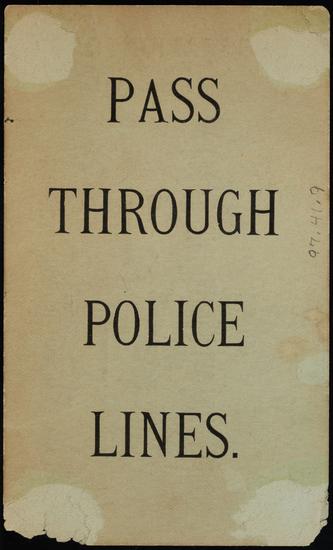 PASS
THROUGH
POLICE
LINES.